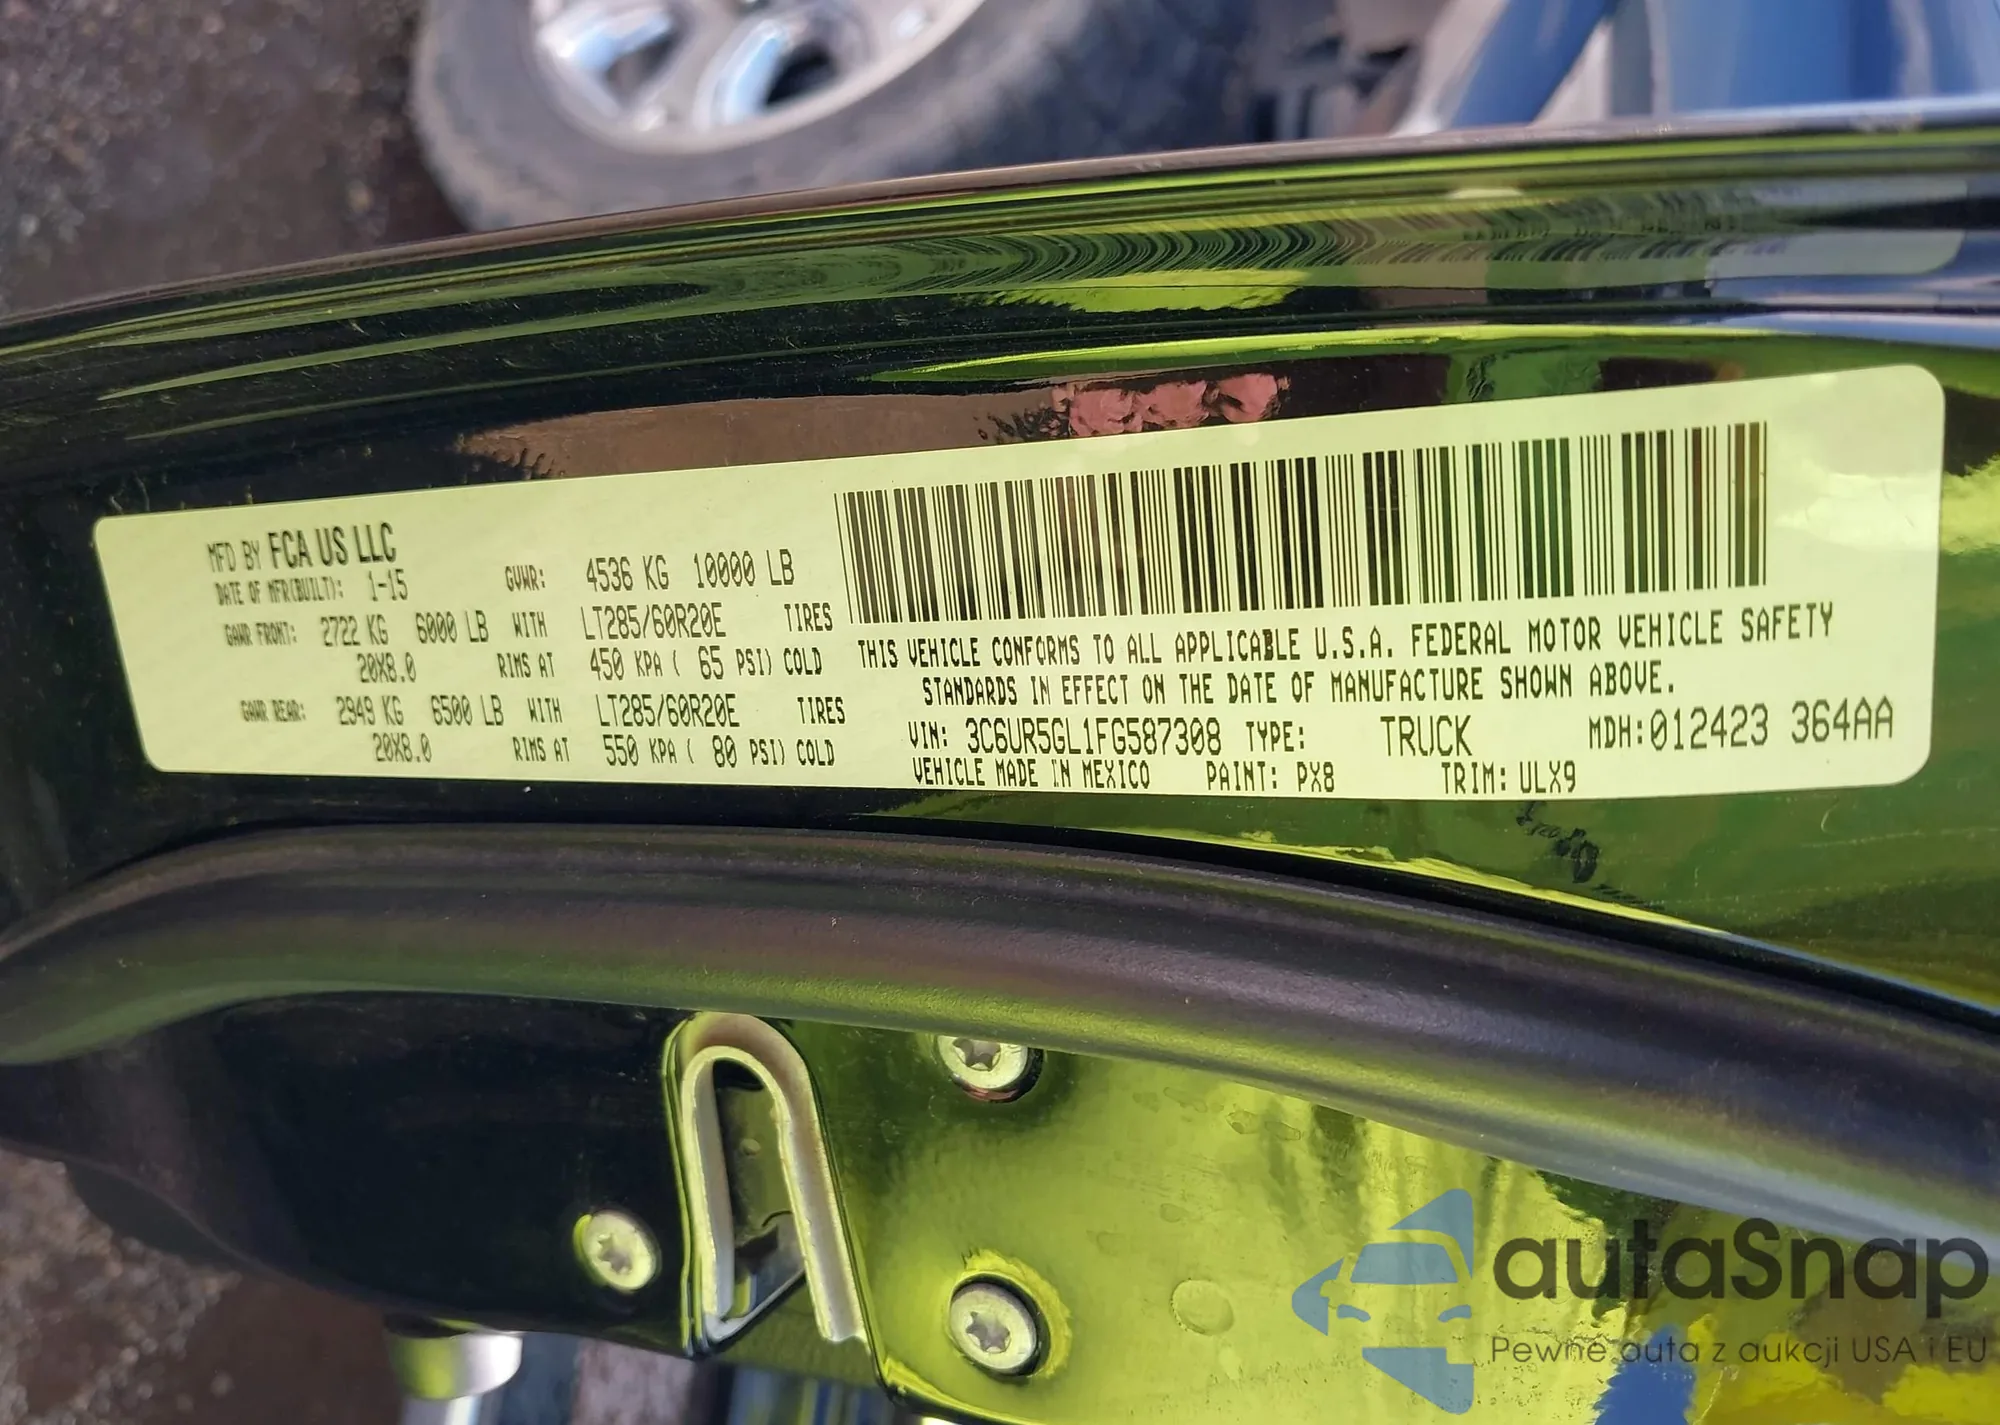 MFD BY FCA US LLC
DATE OF MFR(BUILT): 1-15 GVWR: 4536 KG 10000 LB
GAWR FRONT: 2722 KG 6000 LB WITH LT285/60R20E TIRES
20X8.0 RIMS AT 450 KPA ( 65 PSI) COLD
GAWR REAR: 2949 KG 6500 LB WITH LT285/60R20E TIRES
20X8.0 RIMS AT 550 KPA ( 80 PSI) COLD
THIS VEHICLE CONFORMS TO ALL APPLICABLE U.S.A. FEDERAL MOTOR VEHICLE SAFETY
STANDARDS IN EFFECT ON THE DATE OF MANUFACTURE SHOWN ABOVE.
VIN: 3C6UR5GL1FG587308 TYPE: TRUCK MDH:012423 364AA
VEHICLE MADE IN MEXICO PAINT: PX8 TRIM: ULX9
autaSnap
Pewne auta z aukcji USA i EU